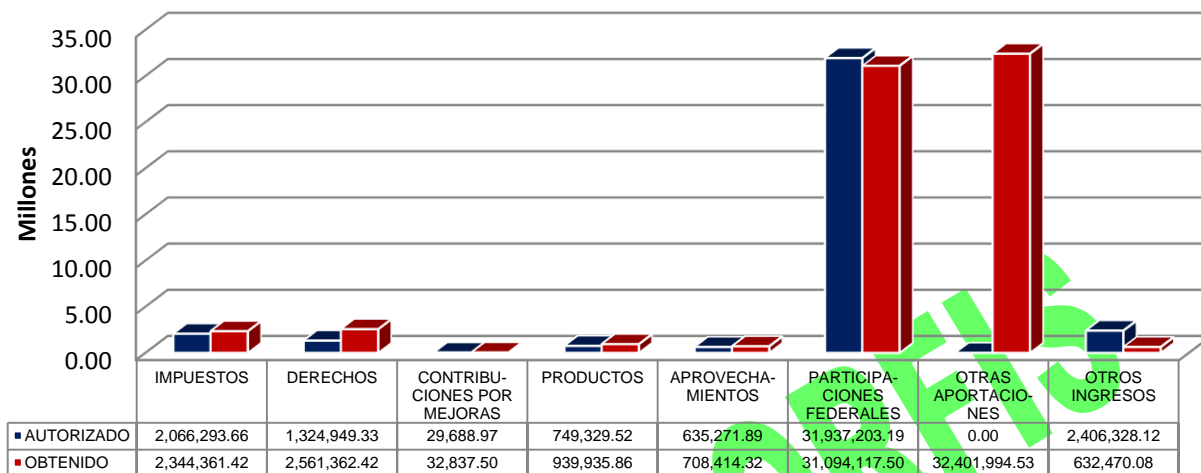 35.00
30.00
25.00
20.00
15.00
10.00
5.00
0.00
Millones
IMPUESTOS DERECHOS CONTRIBU-CIONES POR MEJORAS PRODUCTOS APROVECHA-MIENTOS PARTICIPA-CIONES FEDERALES OTRAS APORTACIO-NES OTROS INGRESOS
AUTORIZADO 2,066,293.66 1,324,949.33 29,688.97 749,329.52 635,271.89 31,937,203.19 0.00 2,406,328.12
OBTENIDO 2,344,361.42 2,561,362.42 32,837.50 939,935.86 708,414.32 31,094,117.50 32,401,994.53 632,470.08
ORFIS